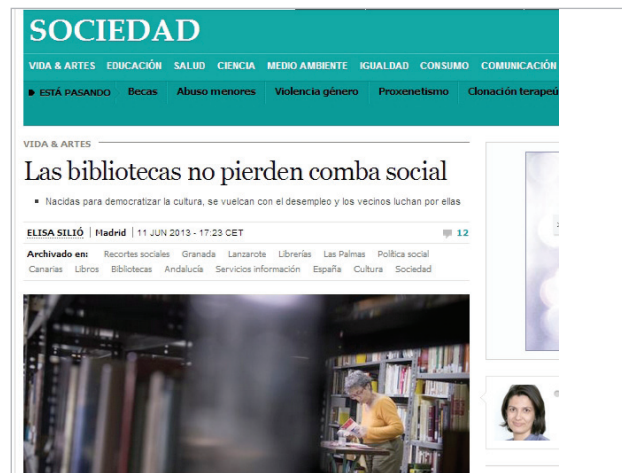 SOCIEDAD
VIDA & ARTES EDUCACIÓN SALUD CIENCIA MEDIO AMBIENTE IGUALDAD CONSUMO COMUNICACIÓN
ESTÁ PASANDO Becas Abuso menores Violencia género Proxenetismo Clonación terapeú
VIDA & ARTES
Las bibliotecas no pierden comba social
Nacidas para democratizar la cultura, se vuelcan con el desempleo y los vecinos luchan por ellas
ELISA SILIÓ | Madrid | 11 JUN 2013 - 17:23 CET 12
Archivado en: Recortes sociales Granada Lanzarote Librerías Las Palmas Política social
Canarias Libros Bibliotecas Andalucía Servicios información España Cultura Sociedad